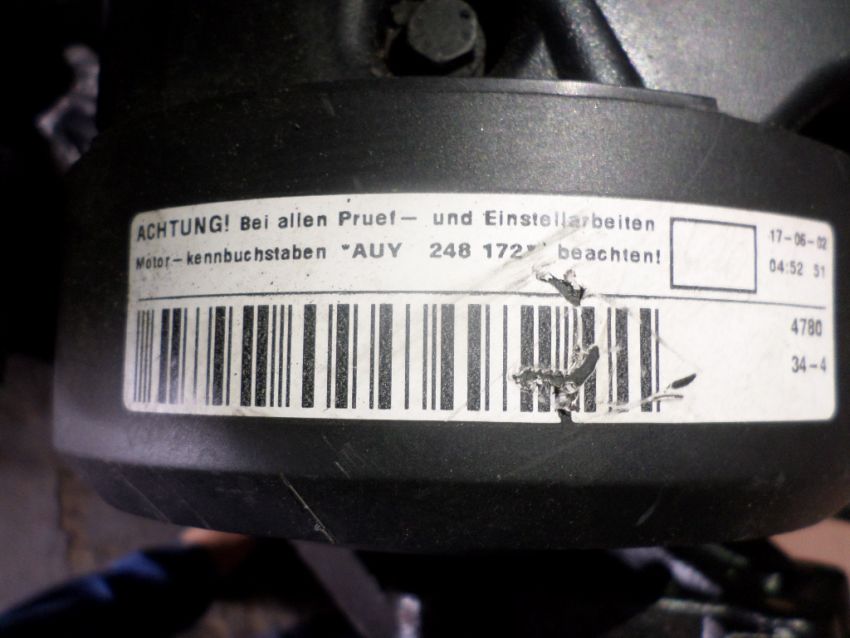 ACHTUNG! Bei allen Pruef— und Einstellarbeiten
Motor—kennbuchstaben "AUY 248 172" beachten!
17-06-02
04:52 51
4780
34-4